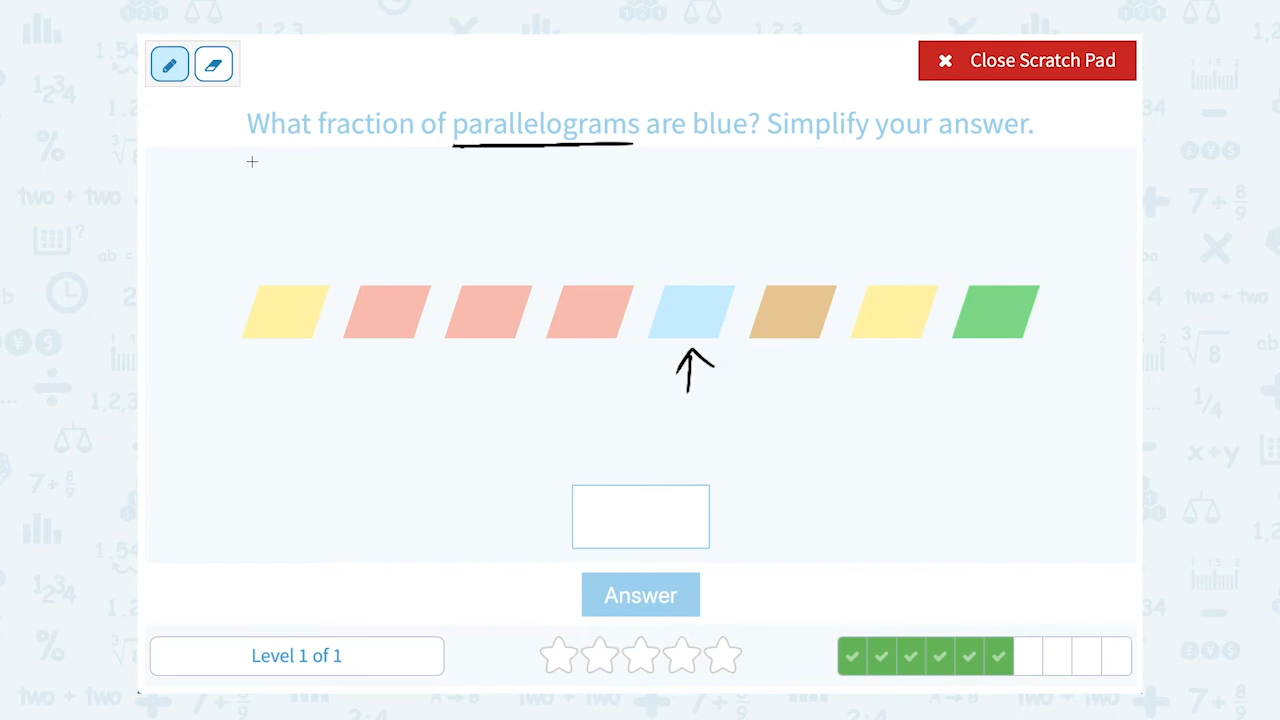 Close Scratch Pad
What fraction of parallelograms are blue? Simplify your answer.
Answer
Level 1 of 1